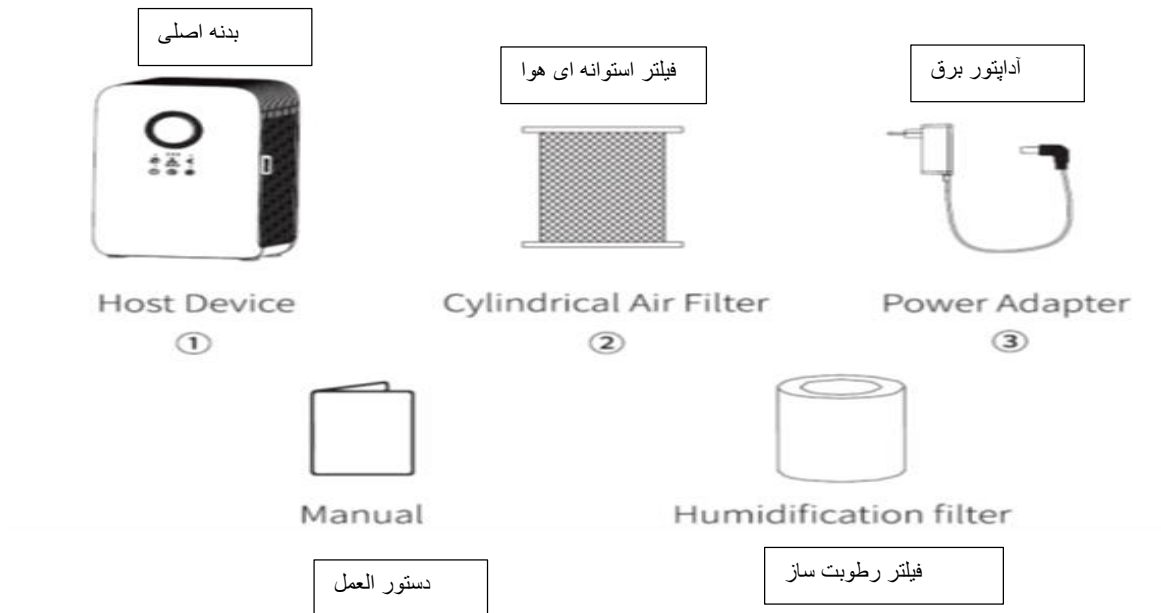 بدنه اصلی
فیلتر استوانه ای هوا
آداپتور برق
Host Device
Cylindrical Air Filter
Power Adapter
①
②
③
Manual
Humidification filter
دستور العمل
فیلتر رطوبت ساز